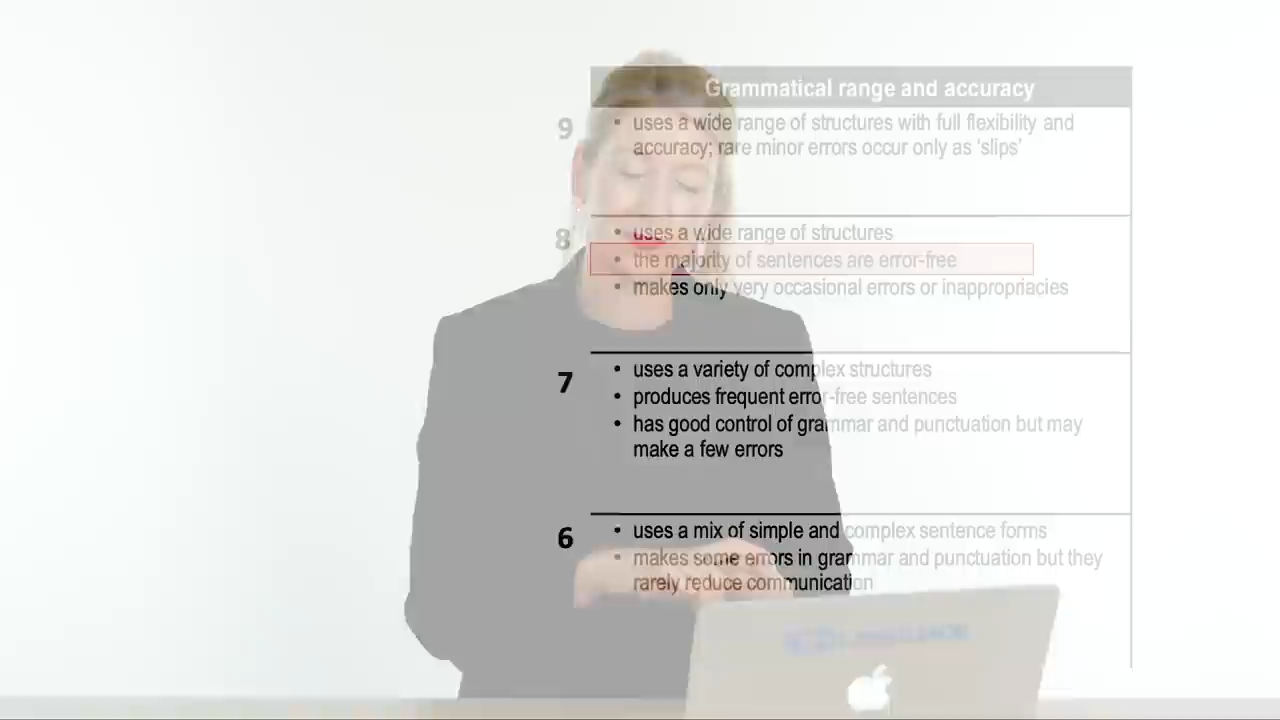 Grammatical range and accuracy
9
• uses a wide range of structures with full flexibility and
accuracy; rare minor errors occur only as ‘slips’
8
• uses a wide range of structures
• the majority of sentences are error-free
• makes only very occasional errors or inappropriacies
7
• uses a variety of complex structures
• produces frequent error-free sentences
• has good control of grammar and punctuation but may
make a few errors
6
• uses a mix of simple and complex sentence forms
• makes some errors in grammar and punctuation but they
rarely reduce communication